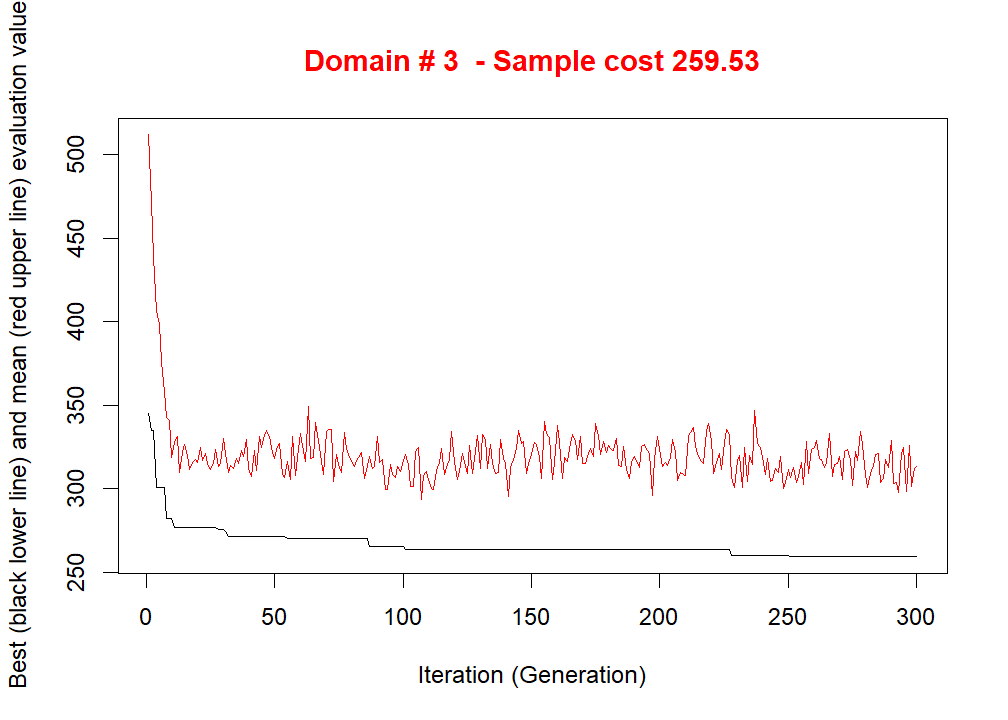 Domain # 3  - Sample cost 259.53
Best (black lower line) and mean (red upper line) evaluation value
500
450
400
350
300
250
0 50 100 150 200 250 300
Iteration (Generation)